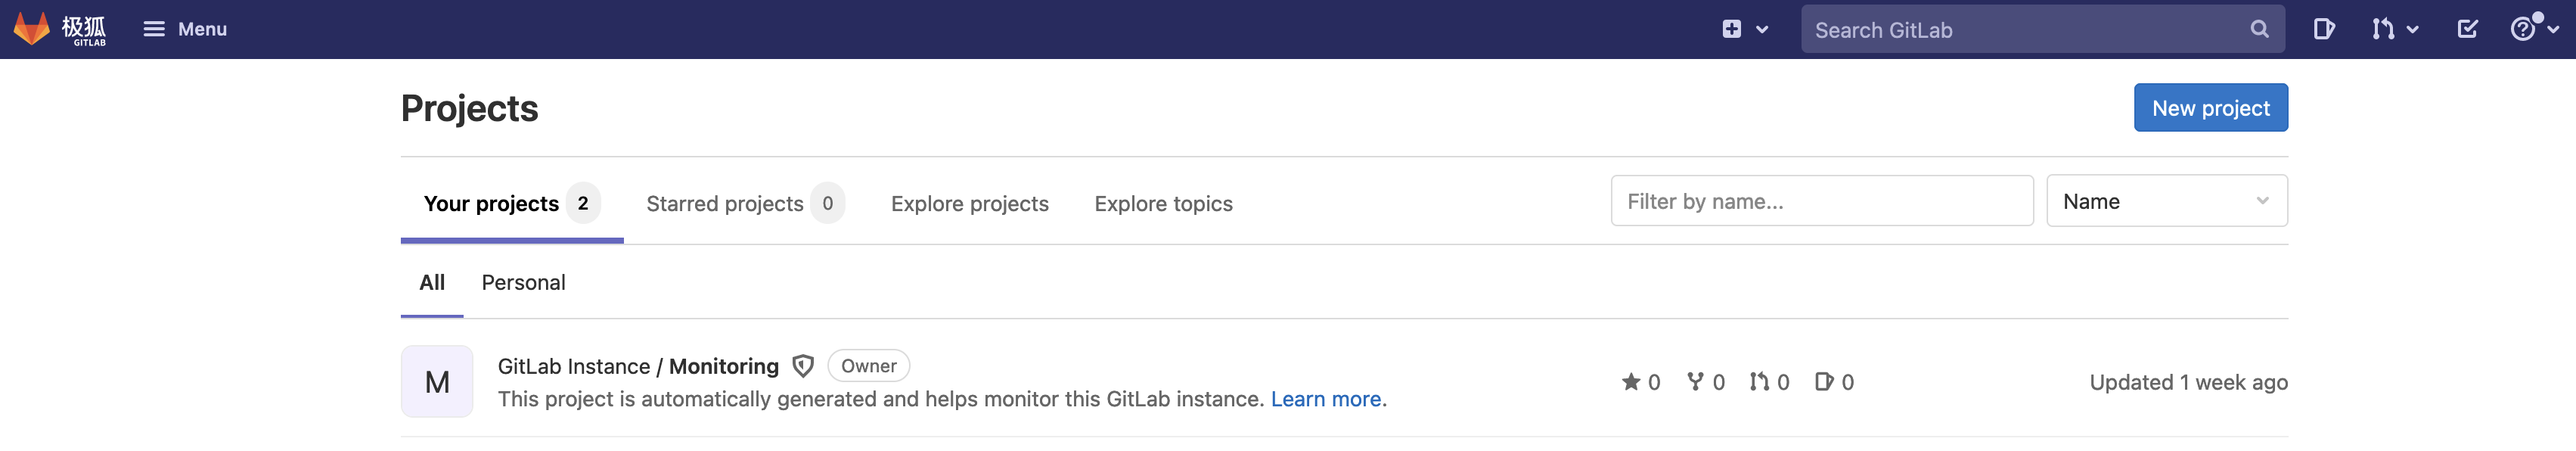 极狐
GITLAB
Menu
Search GitLab
Projects
New project
Your projects 2
Starred projects 0
Explore projects
Explore topics
Filter by name...
Name
All
Personal
M
GitLab Instance / Monitoring
Owner
This project is automatically generated and helps monitor this GitLab instance. Learn more.
0 0 0 0
Updated 1 week ago